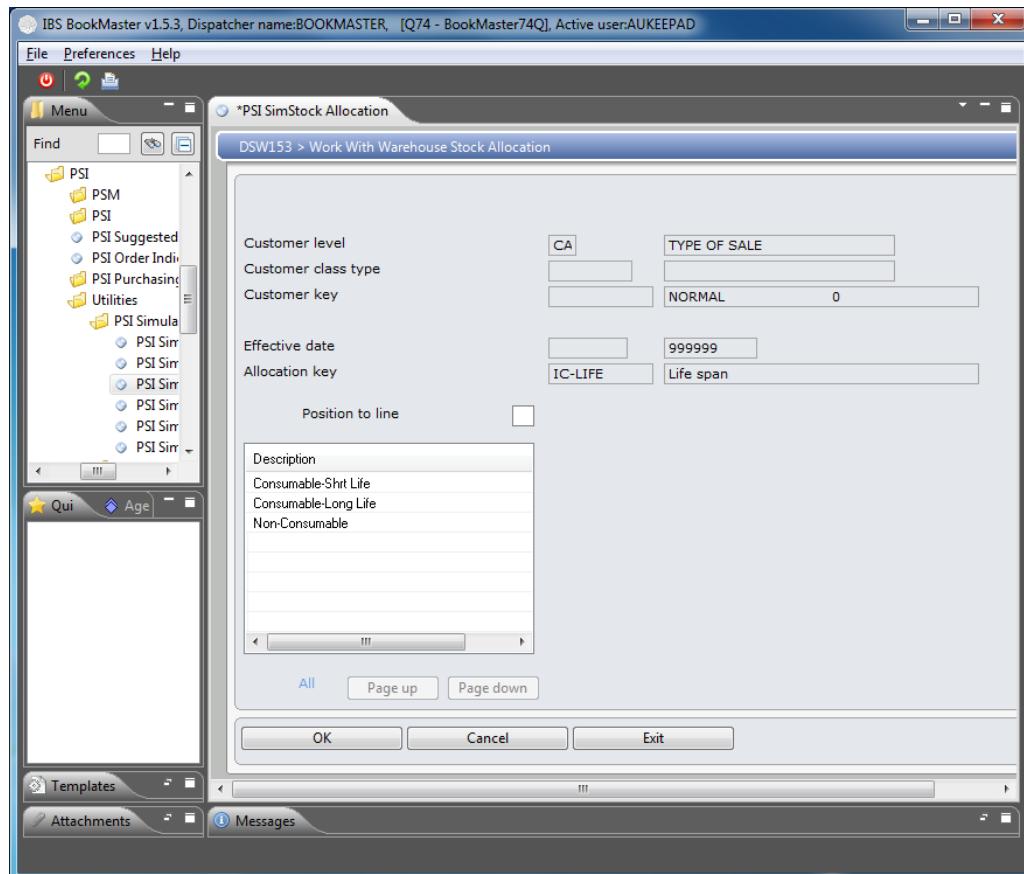 IBS BookMaster v1.5.3, Dispatcher name:BOOKMASTER, [Q74 - BookMaster74Q], Active user:AUKEEPAD
File Preferences Help
Menu
*PSI SimStock Allocation
Find
DSW153 > Work With Warehouse Stock Allocation
PSI
PSM
PSI
PSI Suggested
PSI Order Indi
PSI Purchasing
Utilities
PSI Simula
PSI Sim
PSI Sim
PSI Sim
PSI Sim
PSI Sim
PSI Sim
Customer level CA TYPE OF SALE
Customer class type
Customer key NORMAL 0
Effective date 999999
Allocation key IC-LIFE Life span
Position to line
Description
Consumable-Shrt Life
Consumable-Long Life
Non-Consumable
All Page up Page down
OK Cancel Exit
Qui Age
Templates
Attachments
Messages